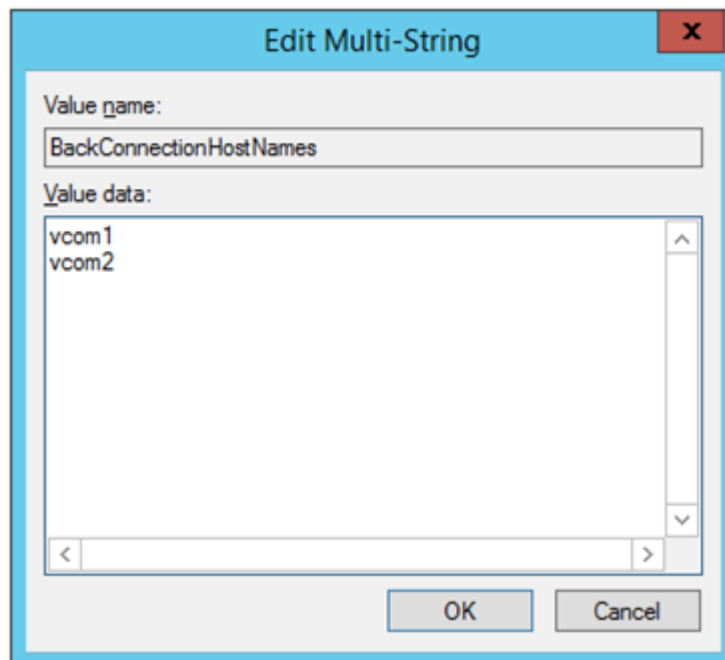 Edit Multi-String
x
Value name:
BackConnectionHostNames
Value data:
vcom1
vcom2
OK
Cancel